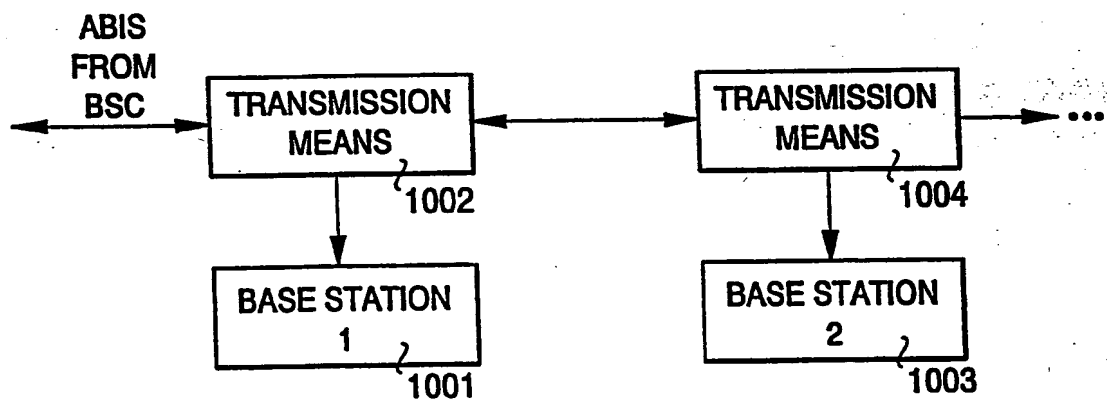 ABIS
FROM
BSC
TRANSMISSION
MEANS
1002
TRANSMISSION
MEANS
1004
...
BASE STATION
1
1001
BASE STATION
2
1003